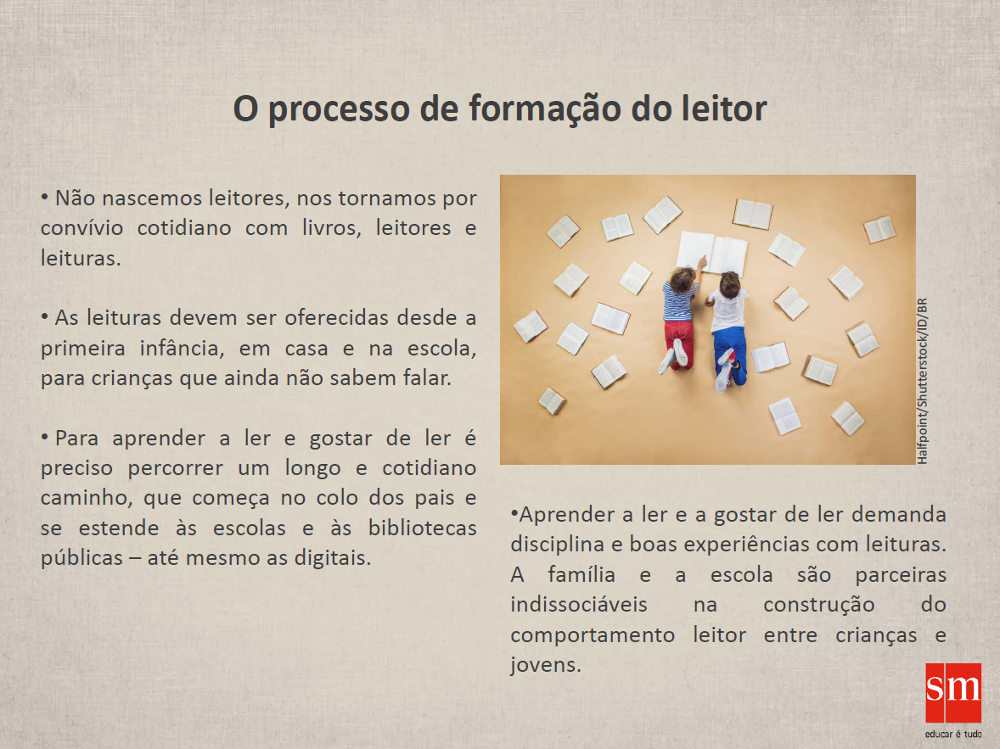 O processo de formação do leitor
• Não nascemos leitores, nos tornamos por
convívio cotidiano com livros, leitores e
leituras.
• As leituras devem ser oferecidas desde a
primeira infância, em casa e na escola,
para crianças que ainda não sabem falar.
• Para aprender a ler e gostar de ler é
preciso percorrer um longo e cotidiano
caminho, que começa no colo dos pais e
se estende às escolas e às bibliotecas
públicas – até mesmo as digitais.
Halfpoint/Shutterstock/ID/BR
•Aprender a ler e a gostar de ler demanda
disciplina e boas experiências com leituras.
A família e a escola são parceiras
indissociáveis na construção do
comportamento leitor entre crianças e
jovens.
sm
educar é tudo